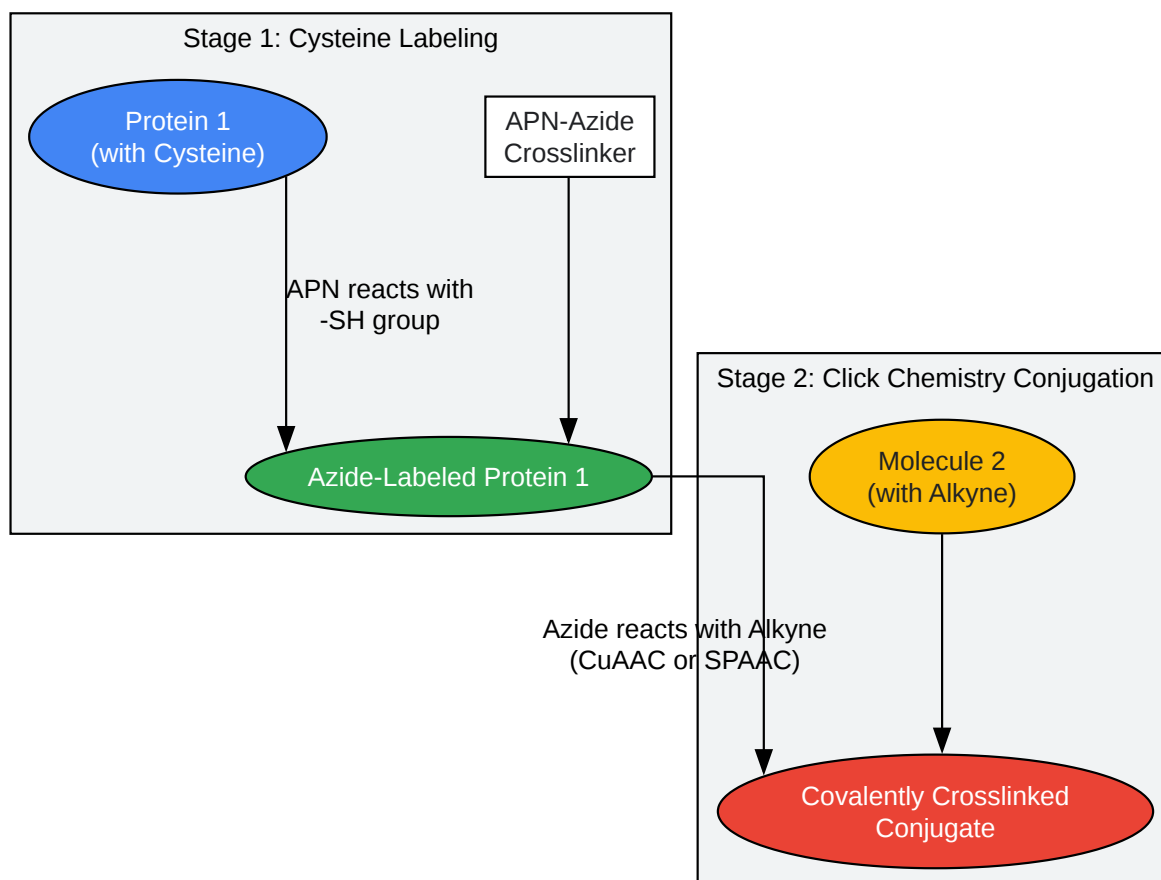 Stage 1: Cysteine Labeling
Protein 1
(with Cysteine)
APN-Azide
Crosslinker
APN reacts with
-SH group
Azide-Labeled Protein 1
Stage 2: Click Chemistry Conjugation
Molecule 2
(with Alkyne)
Azide reacts with Alkyne
(CuAAC or SPAAC)
Covalently Crosslinked
Conjugate